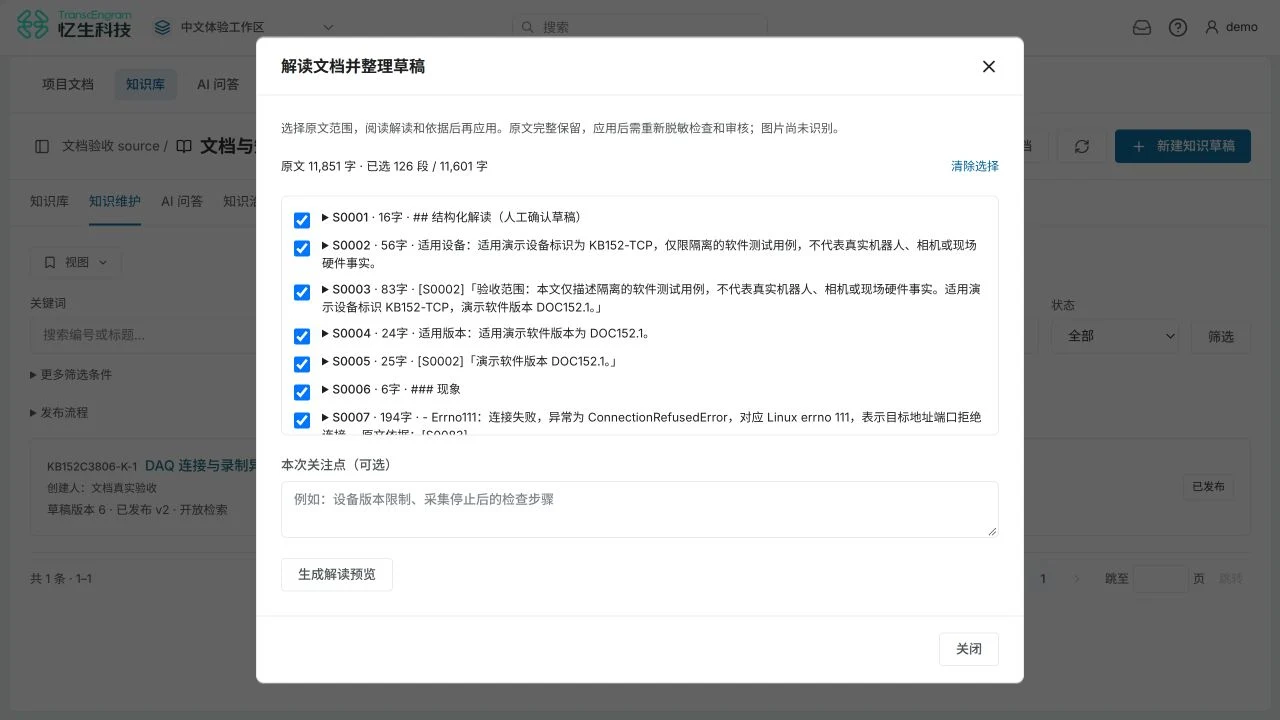 TransEngram
忆生科技
中文体验工作区
搜索
demo
项目文档
知识库
AI 问答
文档验收 source /
文档与
新建知识草稿
知识库
知识维护
AI 问答
视图
关键词
搜索编号或标题...
状态
全部
筛选
更多筛选条件
发布流程
KB152C3806-K-1 DAQ 连接与录制
创建人：文档真实验收
草稿版本 6 · 已发布 v2 · 开放检索
已发布
共 1 条 · 1–1
1
跳至
页
跳转
解读文档并整理草稿
选择原文范围，阅读解读和依据后再应用。原文完整保留，应用后需重新脱敏检查和审核；图片尚未识别。
原文 11,851 字 · 已选 126 段 / 11,601 字
清除选择
S0001 · 16字 · ## 结构化解读（人工确认草稿）
S0002 · 56字 · 适用设备：适用演示设备标识为 KB152-TCP，仅限隔离的软件测试用例，不代表真实机器人、相机或现场
硬件事实。
S0003 · 83字 · [S0002]「验收范围：本文仅描述隔离的软件测试用例，不代表真实机器人、相机或现场硬件事实。适用演
示设备标识 KB152-TCP，演示软件版本 DOC152.1。」
S0004 · 24字 · 适用版本：适用演示软件版本为 DOC152.1。
S0005 · 25字 · [S0002]「演示软件版本 DOC152.1。」
S0006 · 6字 · ### 现象
S0007 · 194字 · - Errno111：连接失败，异常为 ConnectionRefusedError，对应 Linux errno 111，表示目标地址端口拒绝
本次关注点（可选）
例如：设备版本限制、采集停止后的检查步骤
生成解读预览
关闭